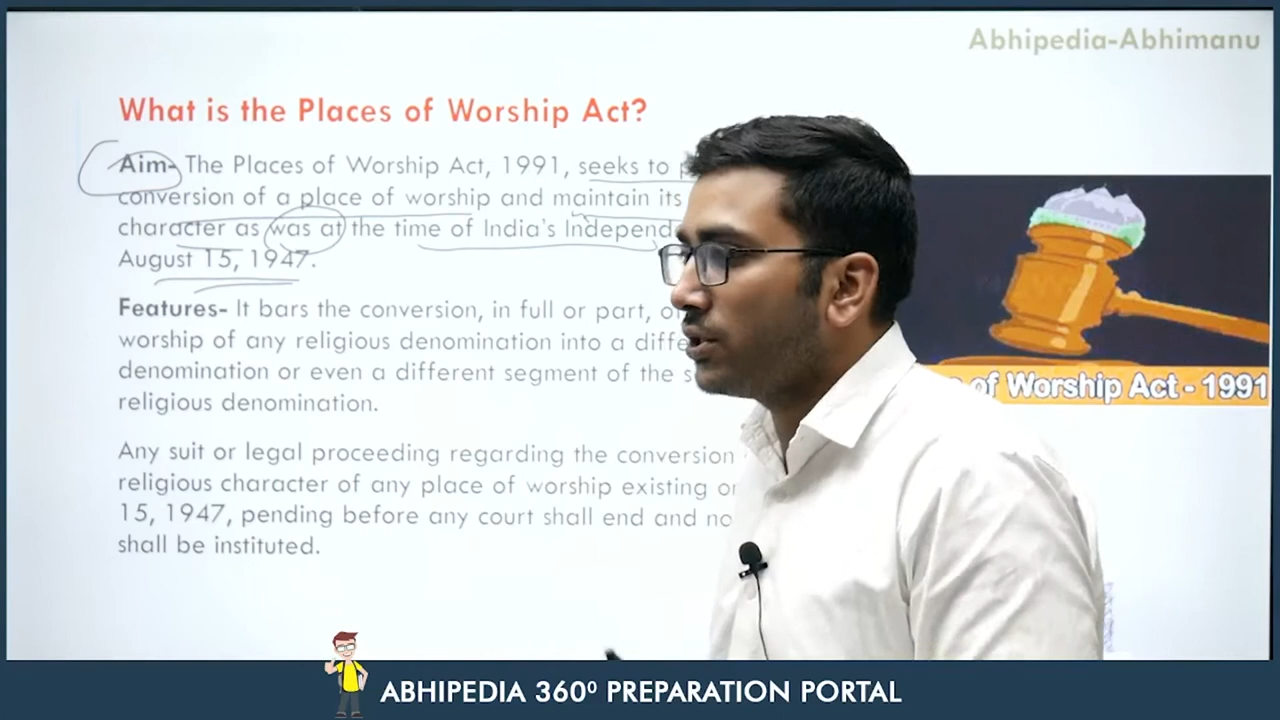 Abhipedia-Abhimanu
What is the Places of Worship Act?
Aim- The Places of Worship Act, 1991, seeks to
conversion of a place of worship and maintain its
character as was at the time of India's Independ
August 15, 1947.
Features- It bars the conversion, in full or part,
worship of any religious denomination into a diffe
denomination or even a different segment of the s
religious denomination.
Any suit or legal proceeding regarding the conversion
religious character of any place of worship existing
15, 1947, pending before any court shall end and no
shall be instituted.
of Worship Act - 1991
ABHIPEDIA 360⁰ PREPARATION PORTAL